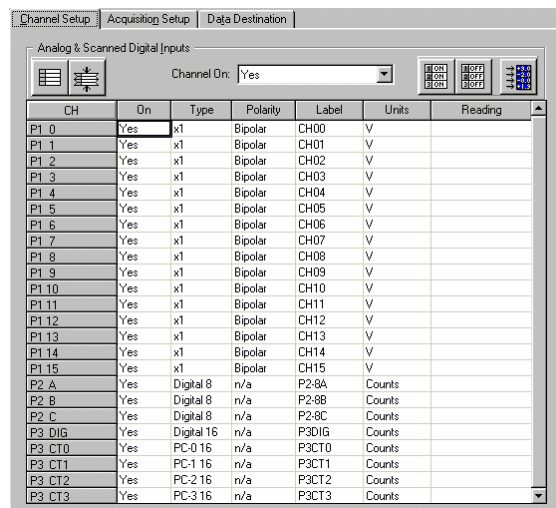 Channel Setup Acquisition Setup Data Destination
Analog & Scanned Digital Inputs
Channel On: Yes
1 ON 2 ON 3 ON 1 OFF 2 OFF 3 OFF
CH On Type Polarity Label Units Reading
P1 0 Yes x1 Bipolar CH00 V
P1 1 Yes x1 Bipolar CH01 V
P1 2 Yes x1 Bipolar CH02 V
P1 3 Yes x1 Bipolar CH03 V
P1 4 Yes x1 Bipolar CH04 V
P1 5 Yes x1 Bipolar CH05 V
P1 6 Yes x1 Bipolar CH06 V
P1 7 Yes x1 Bipolar CH07 V
P1 8 Yes x1 Bipolar CH08 V
P1 9 Yes x1 Bipolar CH09 V
P1 10 Yes x1 Bipolar CH10 V
P1 11 Yes x1 Bipolar CH11 V
P1 12 Yes x1 Bipolar CH12 V
P1 13 Yes x1 Bipolar CH13 V
P1 14 Yes x1 Bipolar CH14 V
P1 15 Yes x1 Bipolar CH15 V
P2 A Yes Digital 8 n/a P2-8A Counts
P2 B Yes Digital 8 n/a P2-8B Counts
P2 C Yes Digital 8 n/a P2-8C Counts
P3 DIG Yes Digital 16 n/a P3DIG Counts
P3 CT0 Yes PC-0 16 n/a P3CT0 Counts
P3 CT1 Yes PC-1 16 n/a P3CT1 Counts
P3 CT2 Yes PC-2 16 n/a P3CT2 Counts
P3 CT3 Yes PC-3 16 n/a P3CT3 Counts